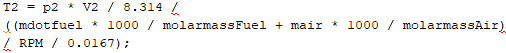 T2 = p2 * V2 / 8.314 /
((mdotfuel * 1000 / molarmassFuel + mair * 1000 / molarmassAir)
/ RPM / 0.0167);